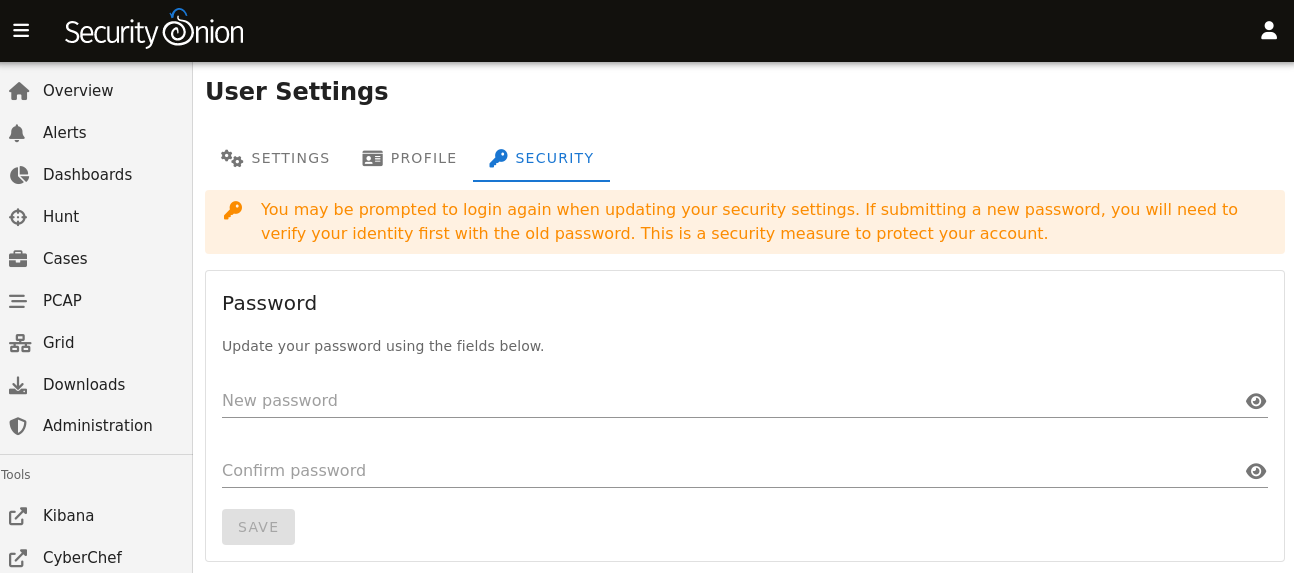 Security Onion
Overview
Alerts
Dashboards
Hunt
Cases
PCAP
Grid
Downloads
Administration
Tools
Kibana
CyberChef
User Settings
SETTINGS PROFILE SECURITY
You may be prompted to login again when updating your security settings. If submitting a new password, you will need to
verify your identity first with the old password. This is a security measure to protect your account.
Password
Update your password using the fields below.
New password
Confirm password
SAVE